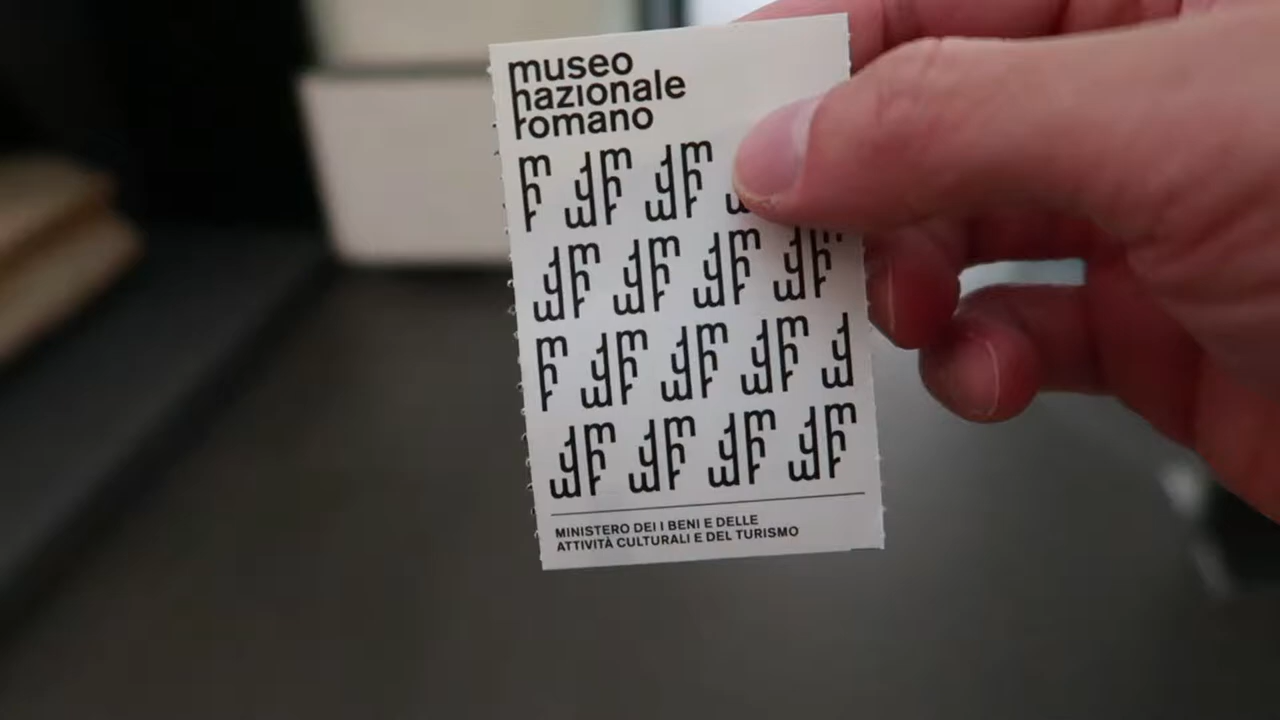 museo
nazionale
romano
MINISTERO DEI I BENI E DELLE
ATTIVITÀ CULTURALI E DEL TURISMO